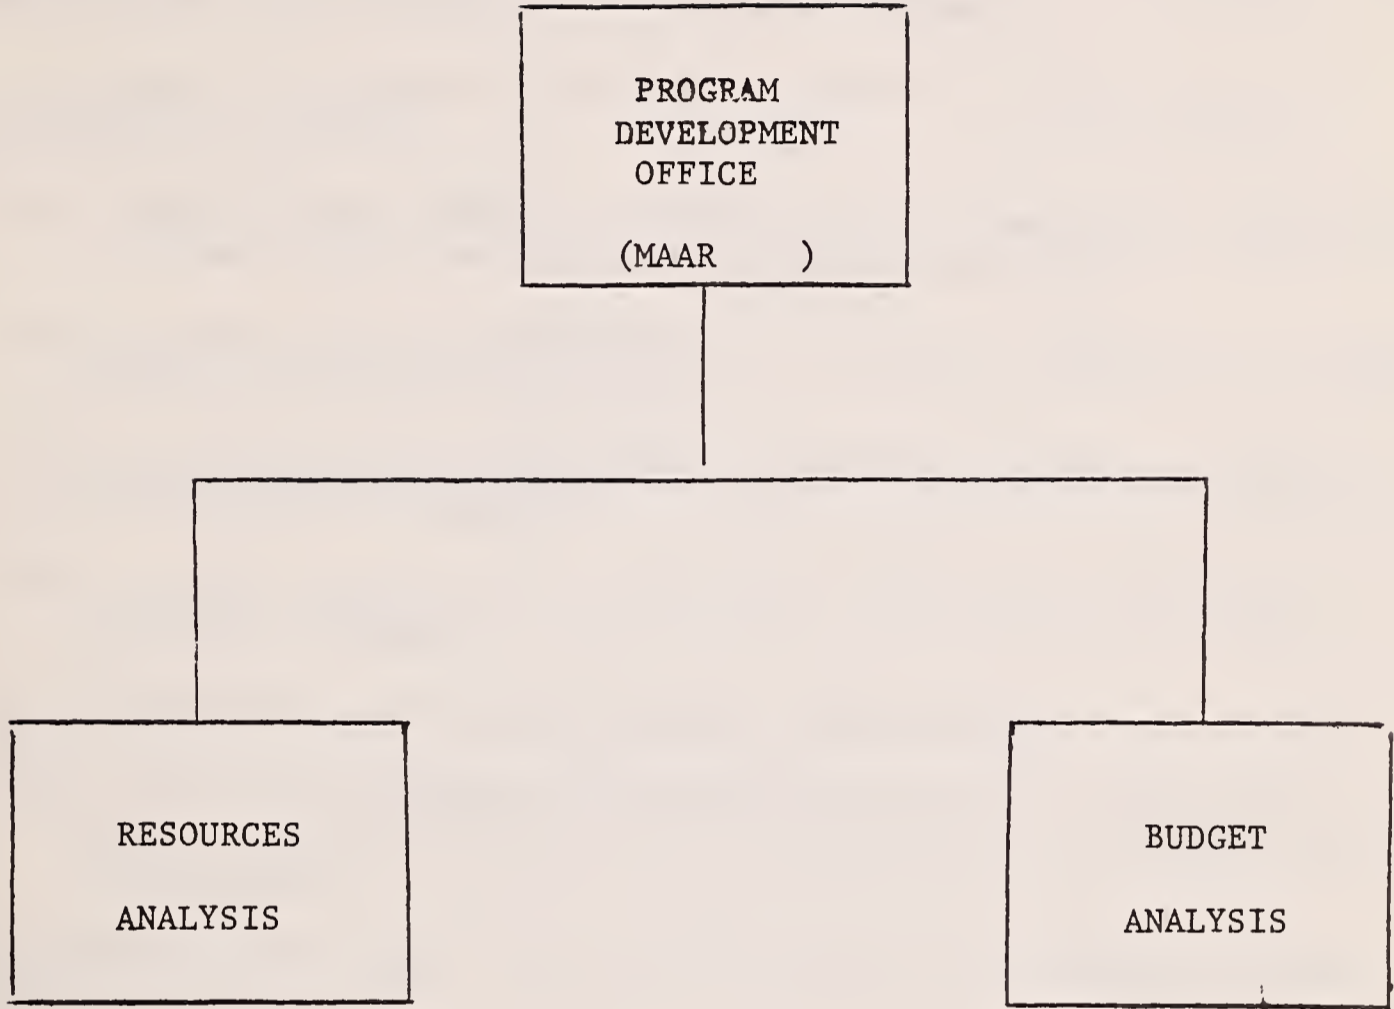 PROGRAM
DEVELOPMENT
OFFICE
(MAAR )
RESOURCES
ANALYSIS
BUDGET
ANALYSIS